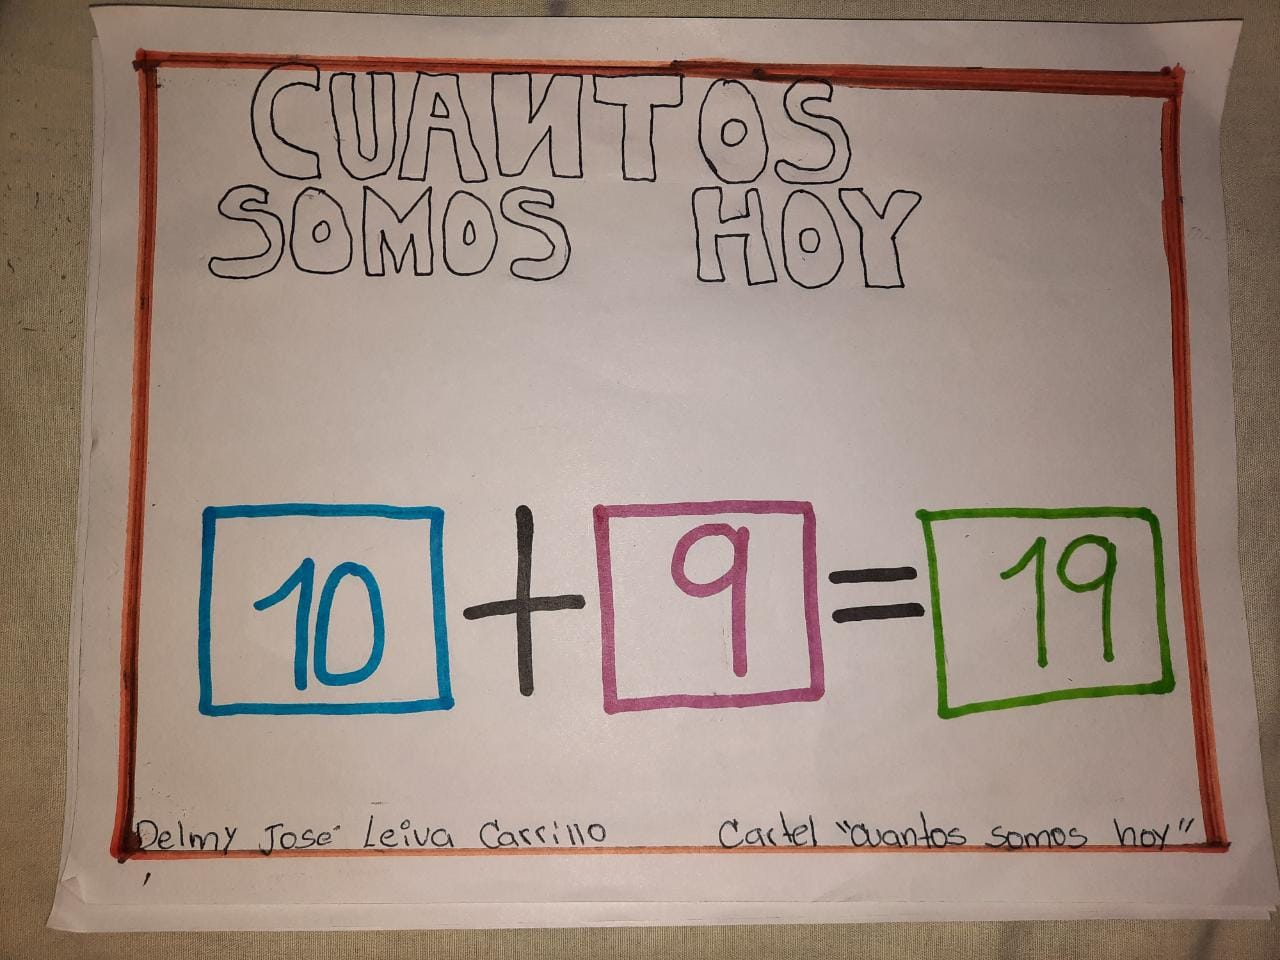 CUANTOS
SOMOS HOY
10 + 9 = 19
Delmy José Leiva Carrillo Cartel "cuantos somos hoy"